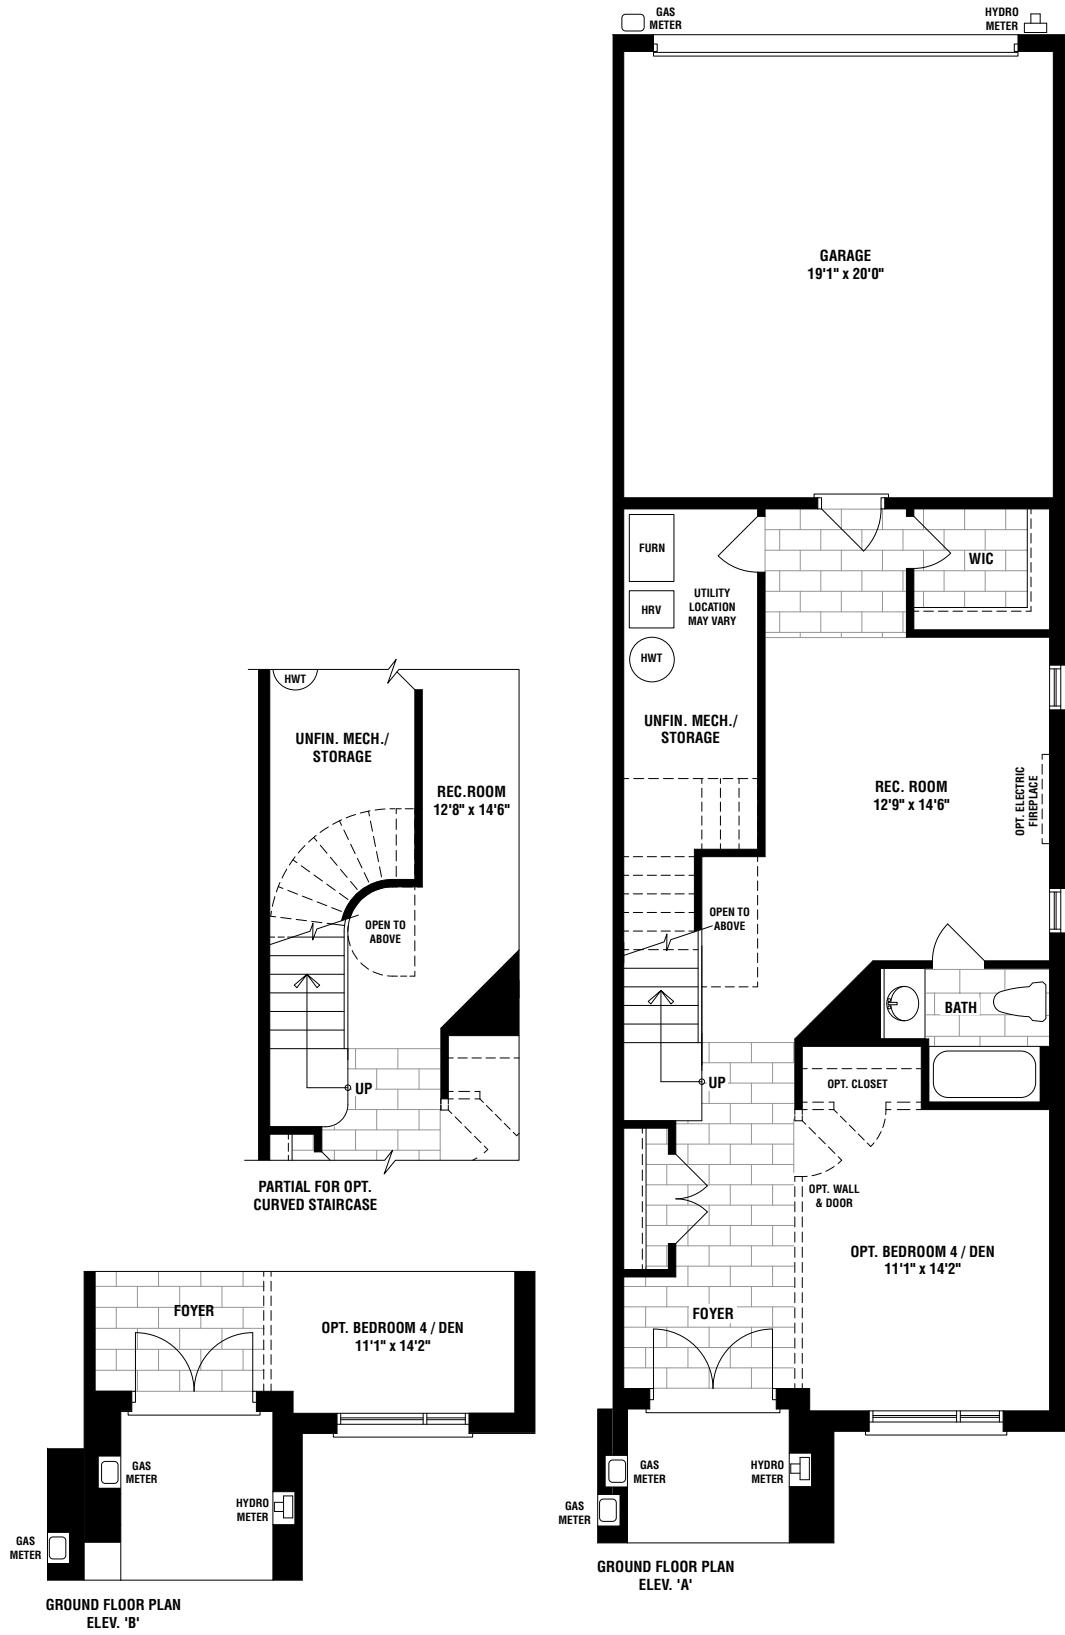 GAS
METER
HYDRO
METER
GARAGE
19'1" x 20'0"
FURN
HRV
UTILITY
LOCATION
MAY VARY
HWT
WIC
UNFIN. MECH./
STORAGE
REC. ROOM
12'9" x 14'6"
OPT. ELECTRIC
FIREPLACE
OPEN TO
ABOVE
BATH
UP
OPT. CLOSET
OPT. WALL
& DOOR
OPT. BEDROOM 4 / DEN
11'1" x 14'2"
FOYER
GAS
METER
HYDRO
METER
GAS
METER
GROUND FLOOR PLAN
ELEV. 'A'
HWT
UNFIN. MECH./
STORAGE
REC.ROOM
12'8" x 14'6"
OPEN TO
ABOVE
UP
PARTIAL FOR OPT.
CURVED STAIRCASE
FOYER
OPT. BEDROOM 4 / DEN
11'1" x 14'2"
GAS
METER
HYDRO
METER
GAS
METER
GROUND FLOOR PLAN
ELEV. 'B'